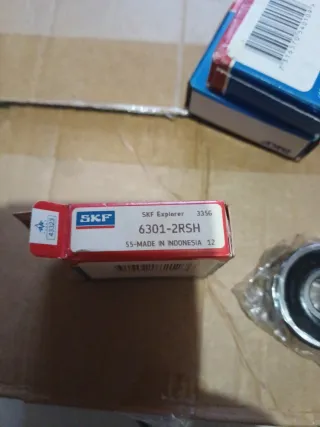 SKF
SKF Explorer 3356
6301-2RSH
55-MADE IN INDONESIA 12